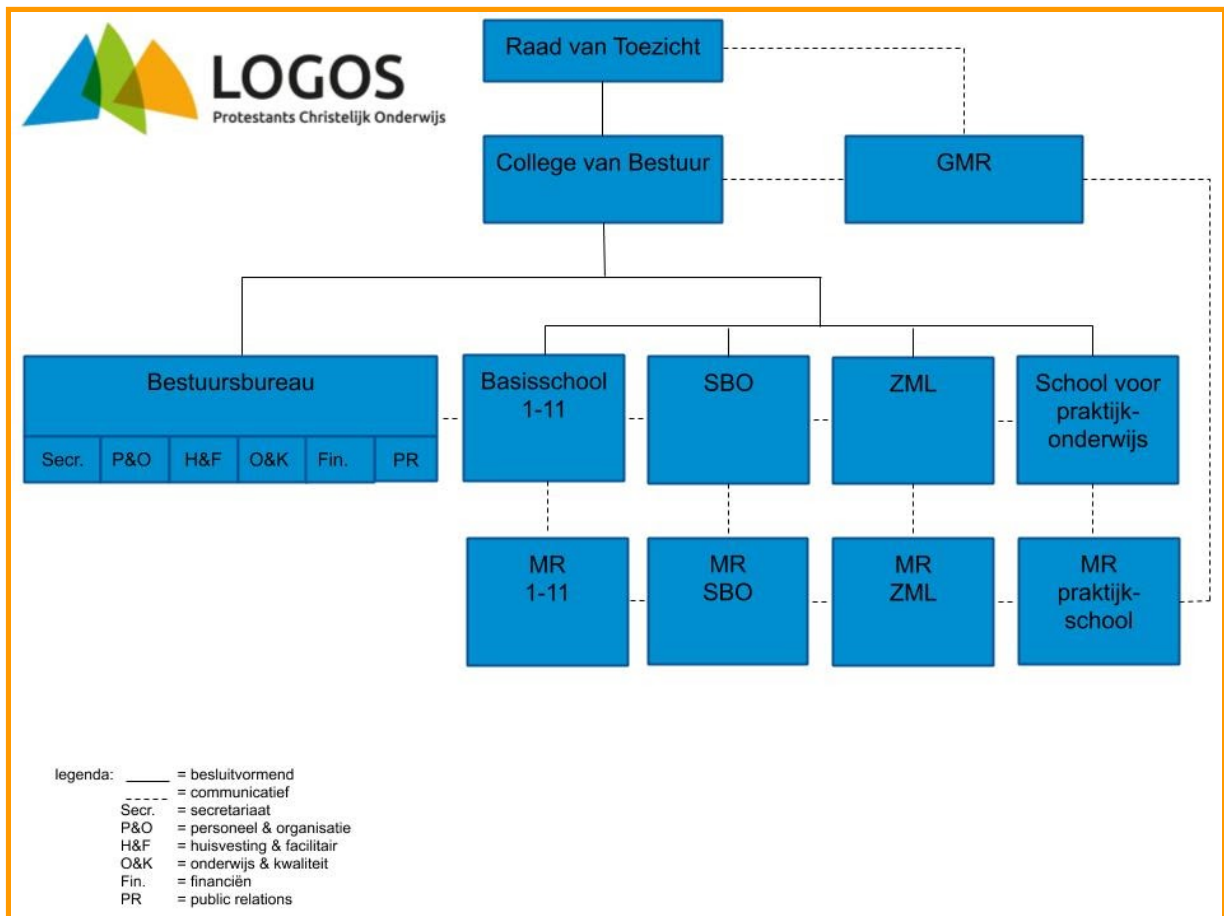 LOGOS
Protestants Christelijk Onderwijs
Raad van Toezicht
College van Bestuur
GMR
Bestuursbureau
Secr.
P&O
H&F
O&K
Fin.
PR
Basisschool
1-11
SBO
ZML
School voor
praktijk-
onderwijs
MR
1-11
MR
SBO
MR
ZML
MR
praktijk-
school
legenda: _____ = besluitvormend
----- = communicatief
Secr. = secretariaat
P&O = personeel & organisatie
H&F = huisvesting & facilitair
O&K = onderwijs & kwaliteit
Fin. = financiën
PR = public relations